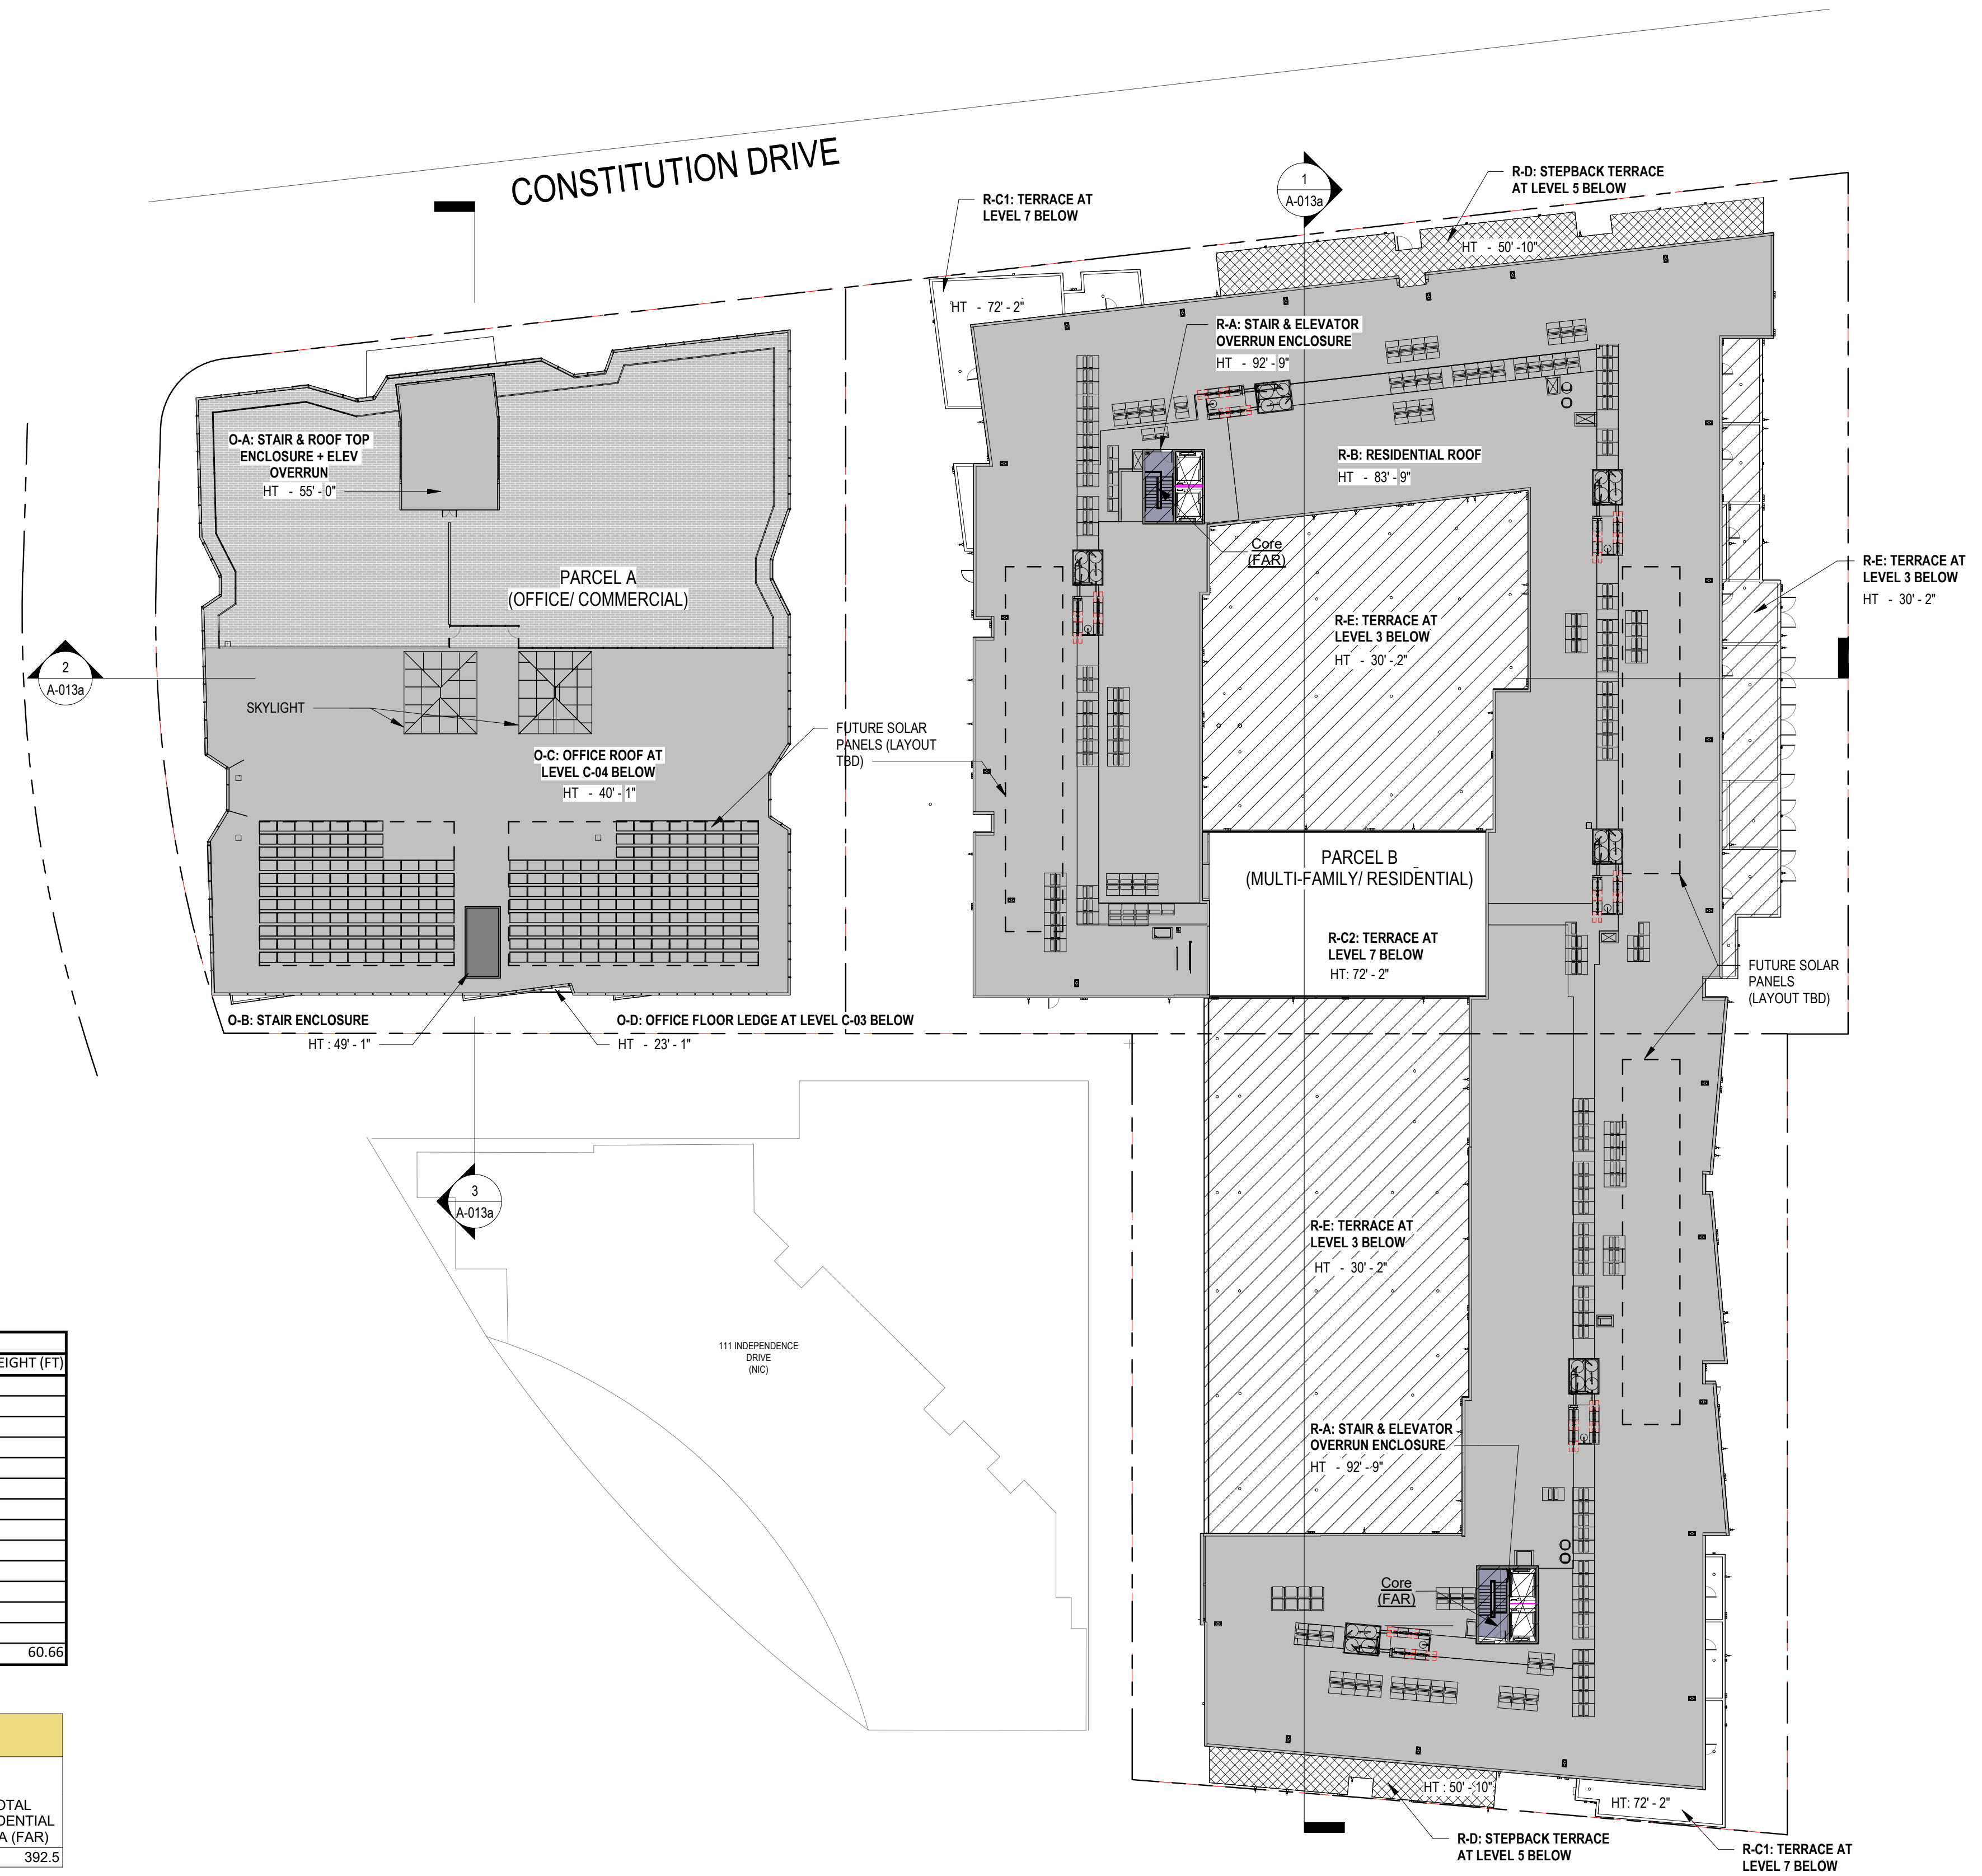 CONSTITUTION DRIVE
1
A-013a
R-D: STEPBACK TERRACE
AT LEVEL 5 BELOW
HT - 50' -10"
R-C1: TERRACE AT
LEVEL 7 BELOW
HT - 72' - 2"
R-A: STAIR & ELEVATOR
OVERRUN ENCLOSURE
HT - 92' - 9"
O-A: STAIR & ROOF TOP
ENCLOSURE + ELEV
OVERRUN
HT - 55' - 0"
R-B: RESIDENTIAL ROOF
HT - 83' - 9"
Core
(FAR)
PARCEL A
(OFFICE/ COMMERCIAL)
R-E: TERRACE AT
LEVEL 3 BELOW
HT - 30' - 2"
R-E: TERRACE AT
LEVEL 3 BELOW
HT - 30' - 2"
2
A-013a
SKYLIGHT
FUTURE SOLAR
PANELS (LAYOUT
TBD)
O-C: OFFICE ROOF AT
LEVEL C-04 BELOW
HT - 40' - 1"
PARCEL B
(MULTI-FAMILY/ RESIDENTIAL)
R-C2: TERRACE AT
LEVEL 7 BELOW
HT: 72' - 2"
FUTURE SOLAR
PANELS
(LAYOUT TBD)
O-B: STAIR ENCLOSURE
HT : 49' - 1"
O-D: OFFICE FLOOR LEDGE AT LEVEL C-03 BELOW
HT - 23' - 1"
3
A-013a
R-E: TERRACE AT
LEVEL 3 BELOW
HT - 30' - 2"
111 INDEPENDENCE
DRIVE
(NIC)
EIGHT (FT)
60.66
R-A: STAIR & ELEVATOR
OVERRUN ENCLOSURE
HT - 92' - 9"
Core
(FAR)
HT : 50' - 10"
HT: 72' - 2"
R-D: STEPBACK TERRACE
AT LEVEL 5 BELOW
R-C1: TERRACE AT
LEVEL 7 BELOW
OTAL
DENTIAL
A (FAR)
392.5